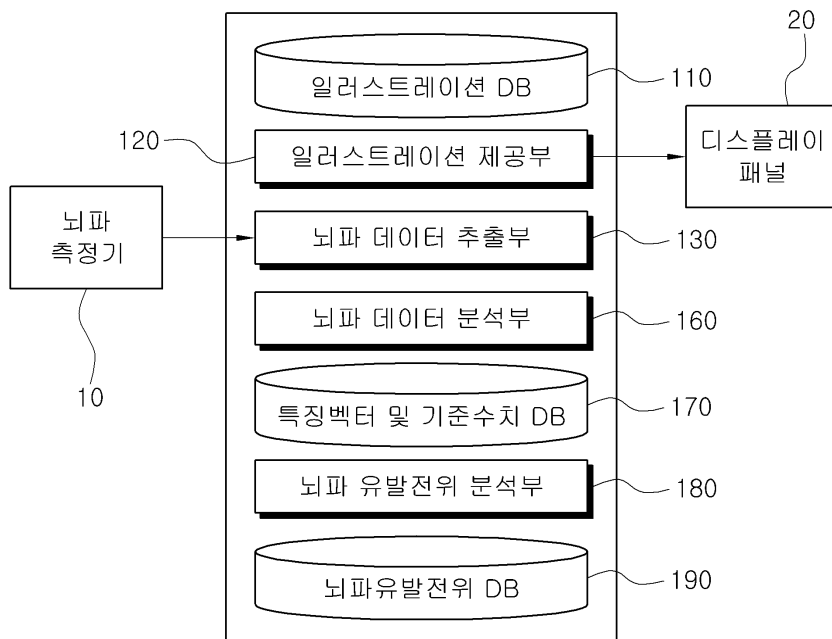 20
일러스트레이션 DB
110
120
일러스트레이션 제공부
디스플레이
패널
뇌파
측정기
뇌파 데이터 추출부
130
뇌파 데이터 분석부
160
10
특징벡터 및 기준수치 DB
170
뇌파 유발전위 분석부
180
뇌파유발전위 DB
190